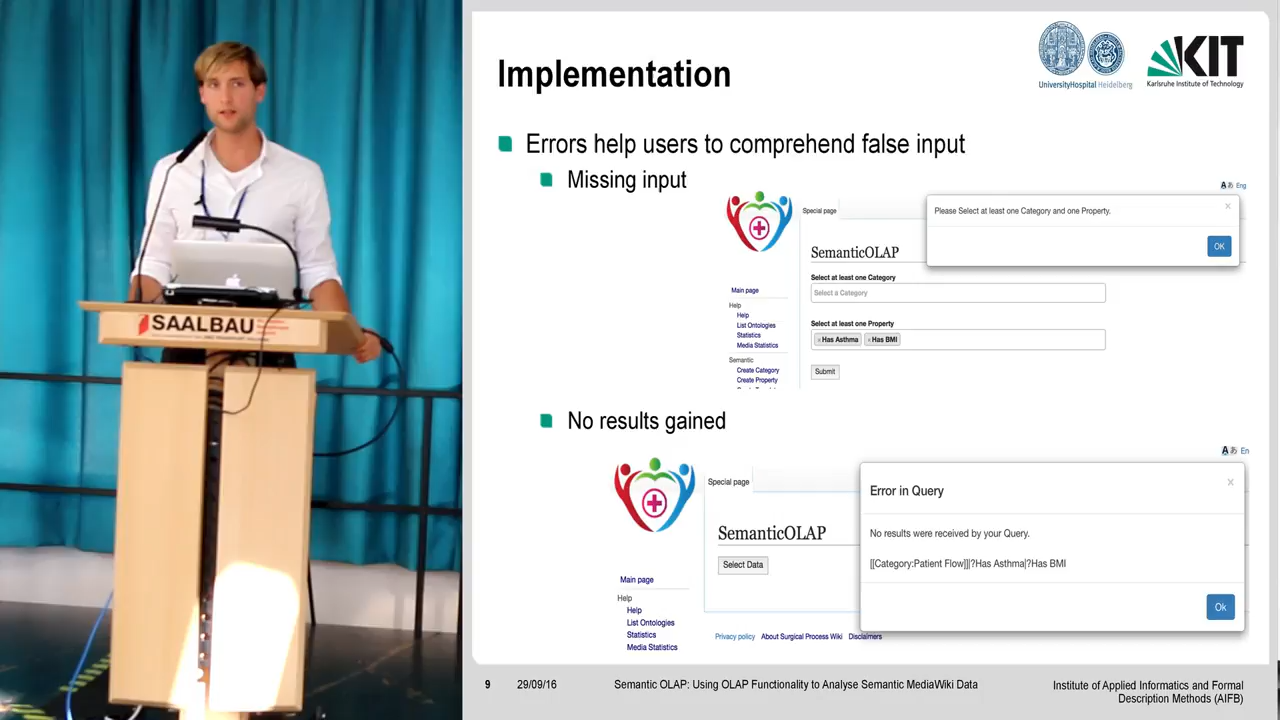 SAALBAU
Implementation
UniversityHospital Heidelberg
KIT
Karlsruhe Institute of Technology
Errors help users to comprehend false input
Missing input
Aあ Eng
Special page
Please Select at least one Category and one Property.
×
OK
SemanticOLAP
Select at least one Category
Select a Category
Select at least one Property
×Has Asthma ×Has BMI
Submit
Main page
Help
Help
List Ontologies
Statistics
Media Statistics
Semantic
Create Category
Create Property
No results gained
Aあ En
Special page
Error in Query
×
No results were received by your Query.
[[Category:Patient Flow]]|?Has Asthma|?Has BMI
Ok
SemanticOLAP
Select Data
Main page
Help
Help
List Ontologies
Statistics
Media Statistics
Privacy policy About Surgical Process Wiki Disclaimers
9 29/09/16 Semantic OLAP: Using OLAP Functionality to Analyse Semantic MediaWiki Data
Institute of Applied Informatics and Formal
Description Methods (AIFB)